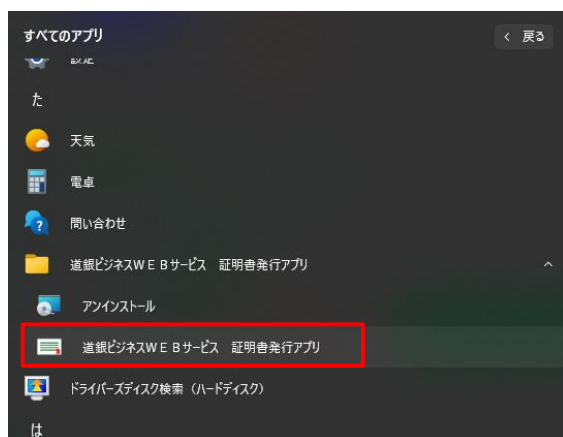 すべてのアプリ
< 戻る
設定
た
天気
電卓
問い合わせ
道銀ビジネスＷＥＢサービス　証明書発行アプリ
アンインストール
道銀ビジネスＷＥＢサービス　証明書発行アプリ
ドライバーズディスク検索（ハードディスク）
は